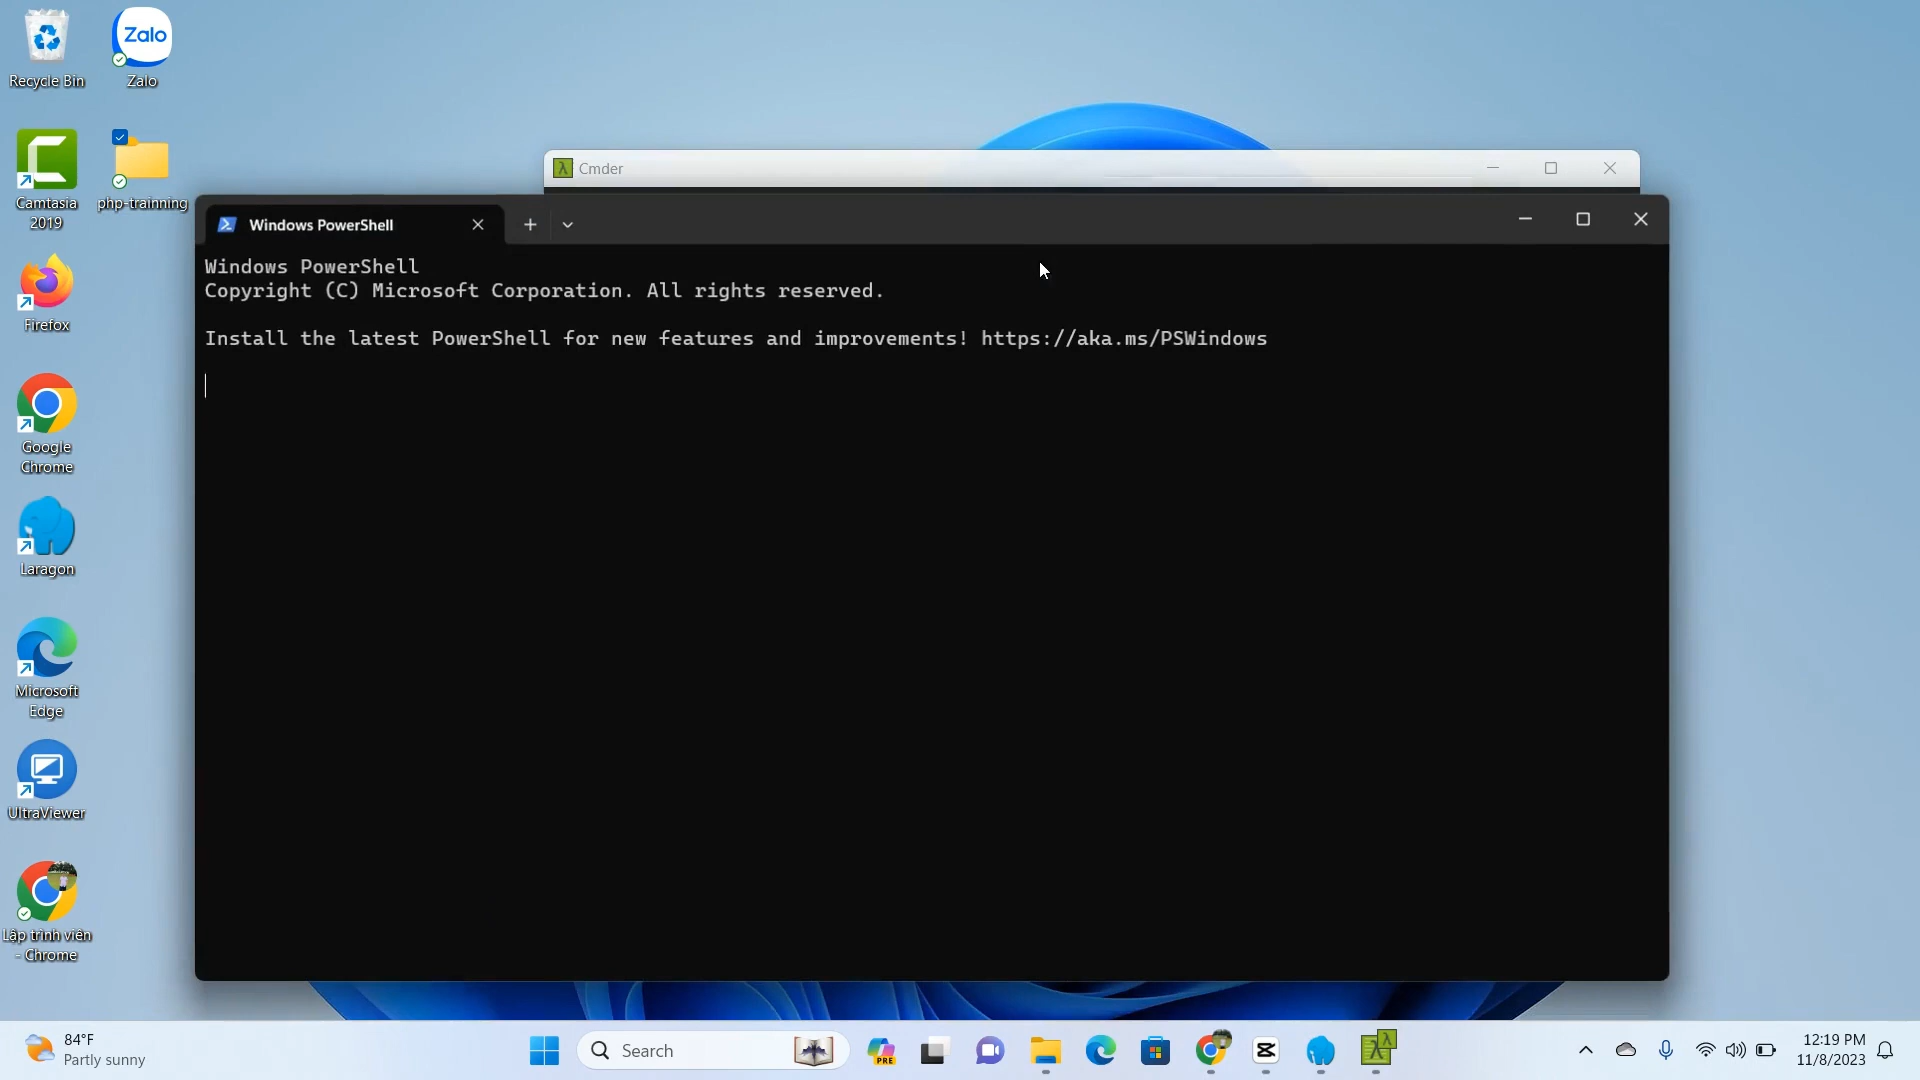 Recycle Bin
Zalo
Zalo
Camtasia
2019
php-trainning
Firefox
Google
Chrome
Laragon
Microsoft
Edge
UltraViewer
Lập trình viên
- Chrome
Cmder
Windows PowerShell
Windows PowerShell
Copyright (C) Microsoft Corporation. All rights reserved.
Install the latest PowerShell for new features and improvements! https://aka.ms/PSWindows
84°F
Partly sunny
Search
PRE
12:19 PM
11/8/2023